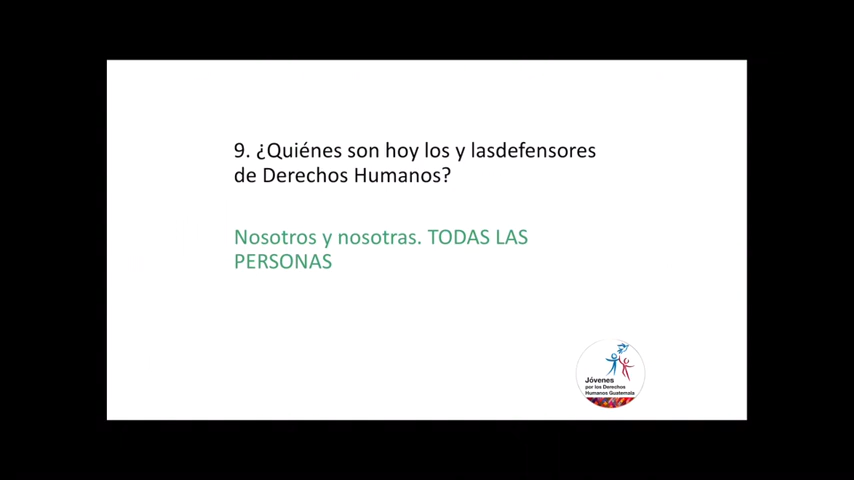 9. ¿Quiénes son hoy los y lasdefensores
de Derechos Humanos?
Nosotros y nosotras. TODAS LAS
PERSONAS
Jóvenes
por los Derechos
Humanos Guatemala